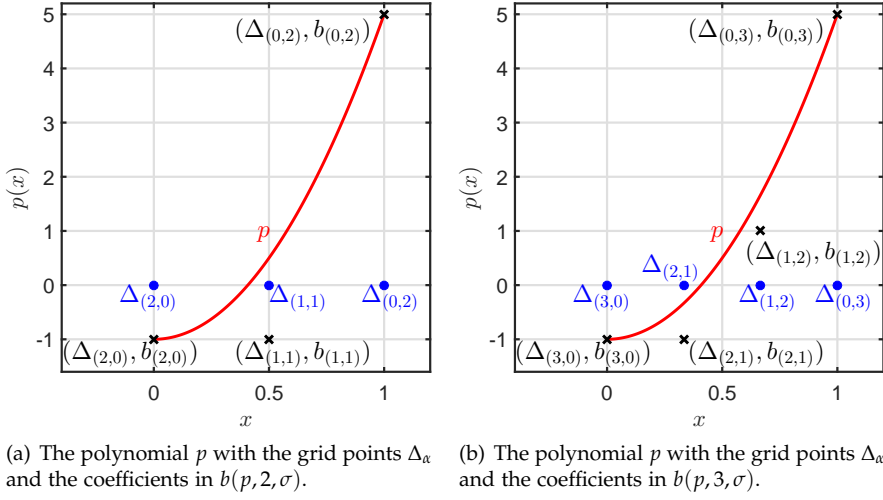 5
4
3
2
1
0
-1
p(x)
(Δ(0,2), b(0,2))
p
Δ(2,0)
Δ(1,1)
Δ(0,2)
(Δ(2,0), b(2,0))
(Δ(1,1), b(1,1))
0
0.5
1
x
(a) The polynomial p with the grid points Δα
and the coefficients in b(p, 2, σ).
5
4
3
2
1
0
-1
p(x)
(Δ(0,3), b(0,3))
p
(Δ(1,2), b(1,2))
Δ(2,1)
Δ(3,0)
Δ(1,2)
Δ(0,3)
(Δ(3,0), b(3,0))
(Δ(2,1), b(2,1))
0
0.5
1
x
(b) The polynomial p with the grid points Δα
and the coefficients in b(p, 3, σ).